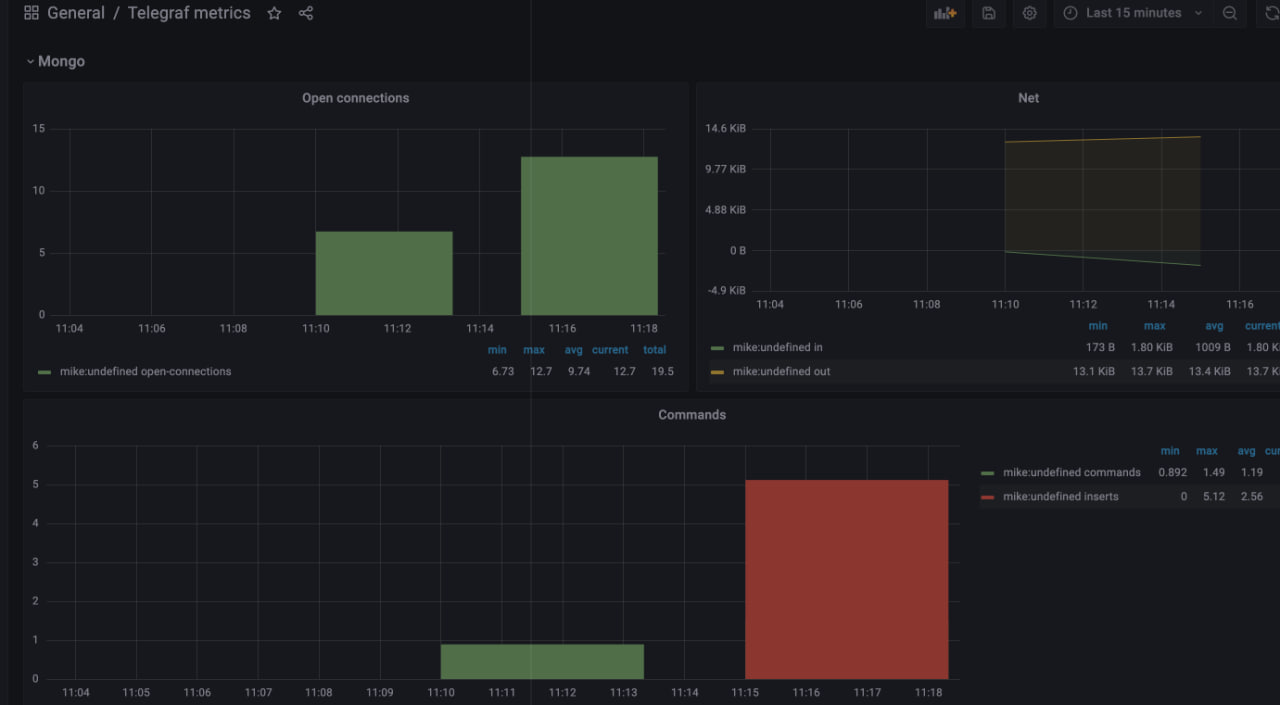 General / Telegraf metrics Last 15 minutes
Mongo
Open connections
15
10
5
0
11:04 11:06 11:08 11:10 11:12 11:14 11:16 11:18
min max avg current total
mike:undefined open-connections 6.73 12.7 9.74 12.7 19.5
Net
14.6 KiB
9.77 KiB
4.88 KiB
0 B
-4.9 KiB
11:04 11:06 11:08 11:10 11:12 11:14 11:16
min max avg current
mike:undefined in 173 B 1.80 KiB 1009 B 1.80 K
mike:undefined out 13.1 KiB 13.7 KiB 13.4 KiB 13.7 K
Commands
6
5
4
3
2
1
0
11:04 11:05 11:06 11:07 11:08 11:09 11:10 11:11 11:12 11:13 11:14 11:15 11:16 11:17 11:18
min max avg cur
mike:undefined commands 0.892 1.49 1.19
mike:undefined inserts 0 5.12 2.56